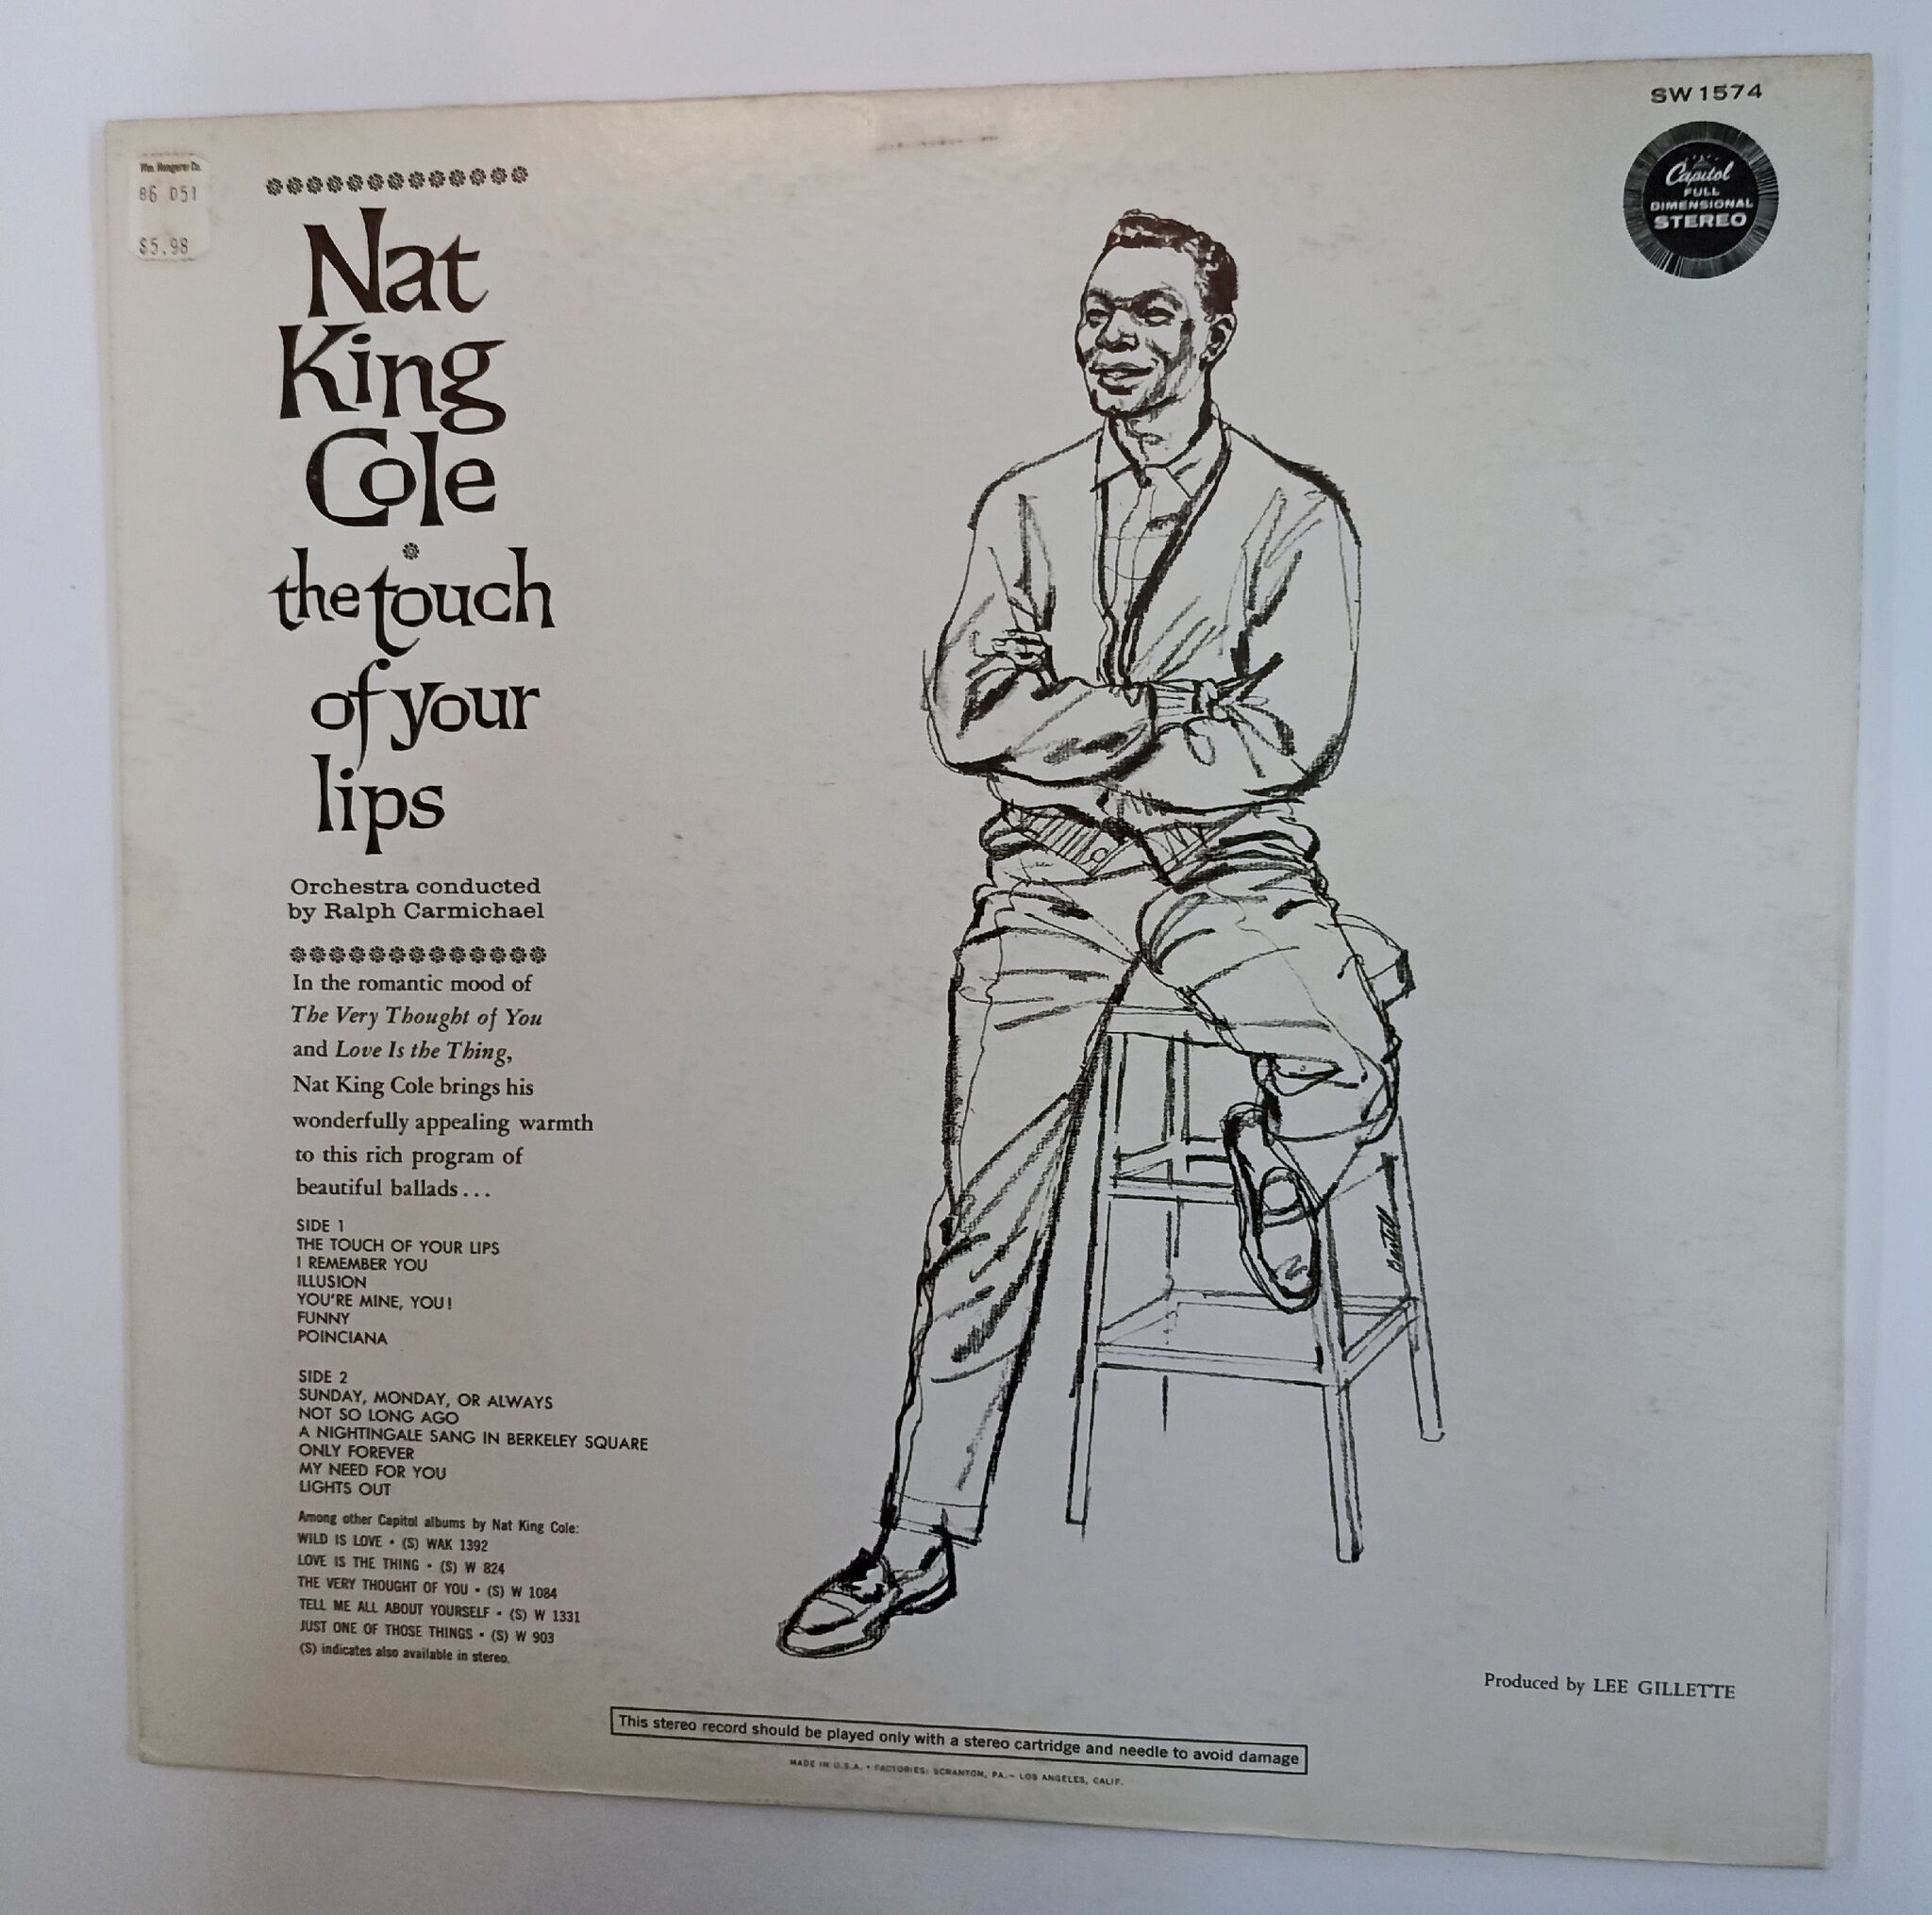 SW 1574
Capitol
FULL
DIMENSIONAL
STEREO
Wm. Hengerer Co.
86 051
$5.98
Nat
King
Cole
the touch
of your
lips
Orchestra conducted
by Ralph Carmichael
In the romantic mood of
The Very Thought of You
and Love Is the Thing,
Nat King Cole brings his
wonderfully appealing warmth
to this rich program of
beautiful ballads...
SIDE 1
THE TOUCH OF YOUR LIPS
I REMEMBER YOU
ILLUSION
YOU'RE MINE, YOU!
FUNNY
POINCIANA
SIDE 2
SUNDAY, MONDAY, OR ALWAYS
NOT SO LONG AGO
A NIGHTINGALE SANG IN BERKELEY SQUARE
ONLY FOREVER
MY NEED FOR YOU
LIGHTS OUT
Among other Capitol albums by Nat King Cole:
WILD IS LOVE • (S) WAK 1392
LOVE IS THE THING • (S) W 824
THE VERY THOUGHT OF YOU • (S) W 1084
TELL ME ALL ABOUT YOURSELF • (S) W 1331
JUST ONE OF THOSE THINGS • (S) W 903
(S) indicates also available in stereo.
Produced by LEE GILLETTE
This stereo record should be played only with a stereo cartridge and needle to avoid damage
MADE IN U.S.A. • FACTORIES: SCRANTON, PA.– LOS ANGELES, CALIF.